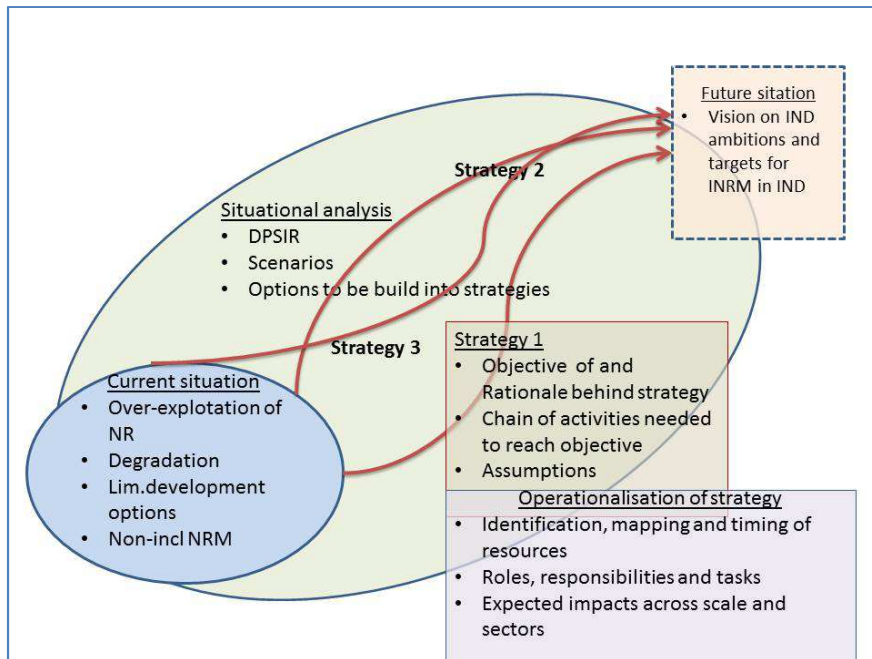 Future sitation
• Vision on IND
ambitions and
targets for
INRM in IND
Strategy 2
Situational analysis
• DPSIR
• Scenarios
• Options to be build into strategies
Strategy 3
Strategy 1
• Objective of and
Rationale behind strategy
• Chain of activities needed
to reach objective
• Assumptions
Current situation
• Over-explotation of
NR
• Degradation
• Lim.development
options
• Non-incl NRM
Operationalisation of strategy
• Identification, mapping and timing of
resources
• Roles, responsibilities and tasks
• Expected impacts across scale and
sectors